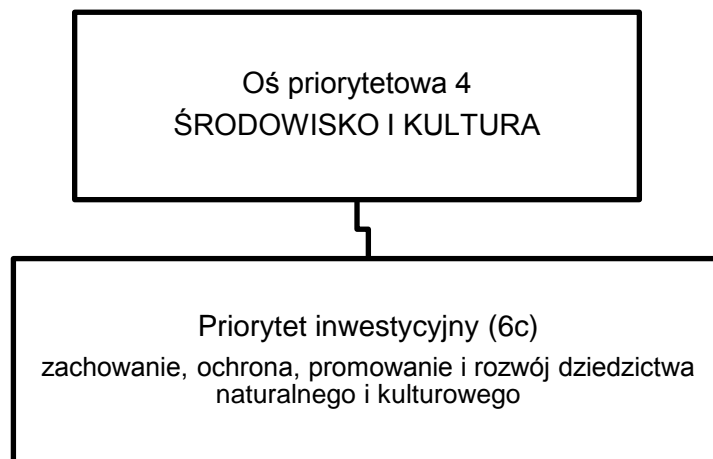 Oś priorytetowa 4
ŚRODOWISKO I KULTURA
Priorytet inwestycyjny (6c)
zachowanie, ochrona, promowanie i rozwój dziedzictwa
naturalnego i kulturowego